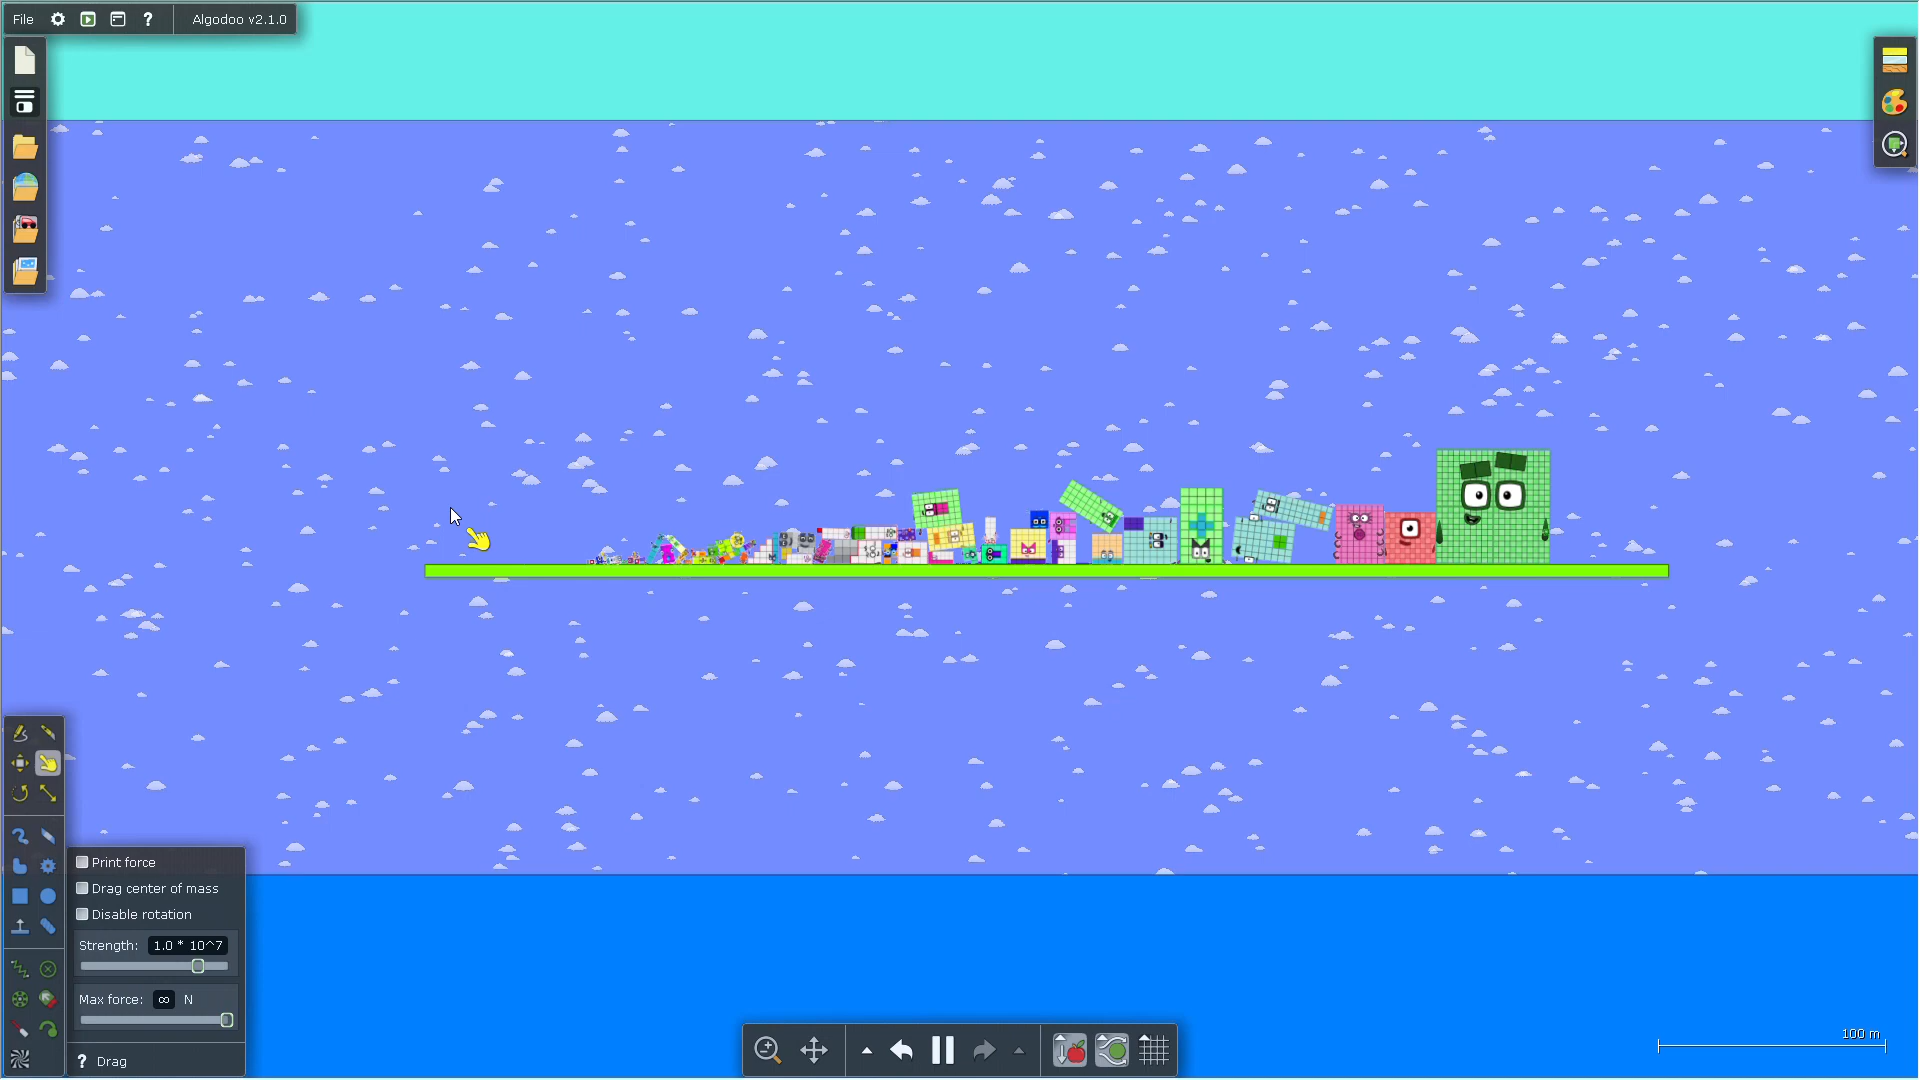 File
?
Algodoo v2.1.0
Print force
Drag center of mass
Disable rotation
Strength: 1.0 * 10^7
Max force: ∞ N
? Drag
100 m